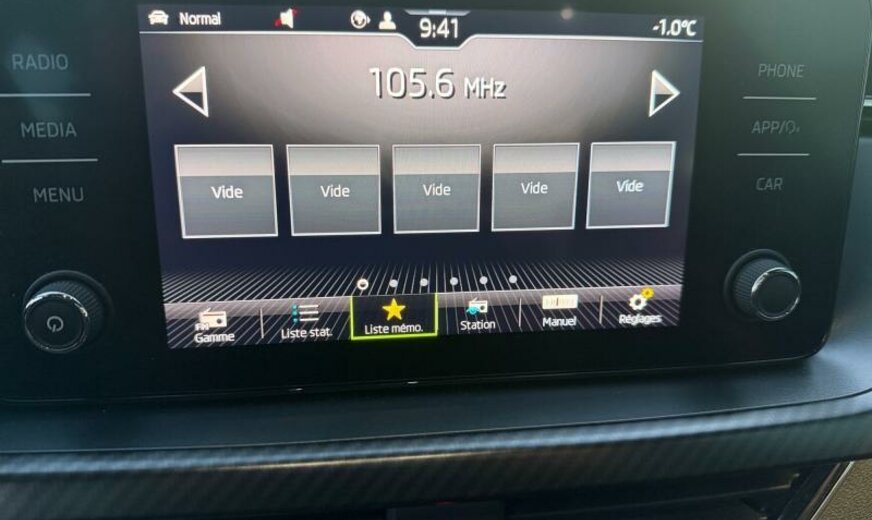 Normal
9:41
-1.0°C
RADIO
MEDIA
MENU
105.6 MHz
PHONE
APP/
CAR
Vide
Vide
Vide
Vide
Vide
FM
Gamme
Liste stat.
Liste mémo.
Station
Manuel
Réglages